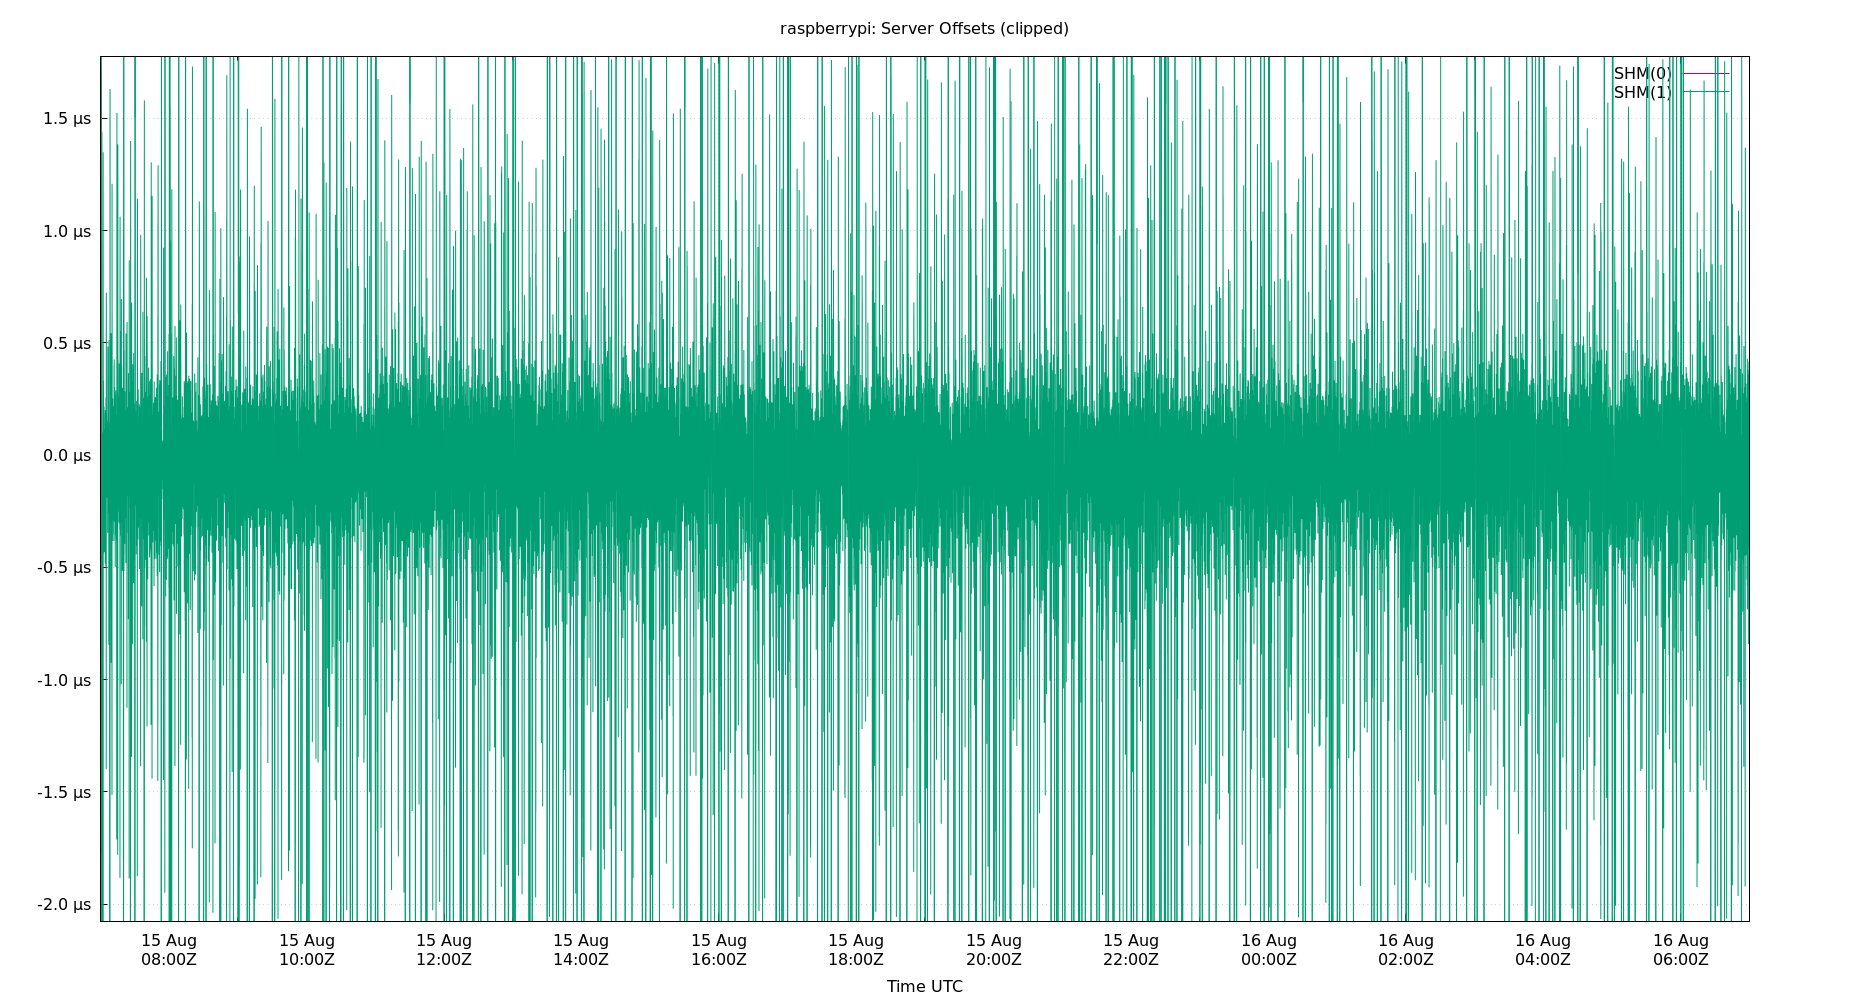 raspberrypi: Server Offsets (clipped)
SHM(0)
SHM(1)
1.5 µs
1.0 µs
0.5 µs
0.0 µs
-0.5 µs
-1.0 µs
-1.5 µs
-2.0 µs
15 Aug 15 Aug 15 Aug 15 Aug 15 Aug 15 Aug 15 Aug 15 Aug 16 Aug 16 Aug 16 Aug 16 Aug
08:00Z 10:00Z 12:00Z 14:00Z 16:00Z 18:00Z 20:00Z 22:00Z 00:00Z 02:00Z 04:00Z 06:00Z
Time UTC